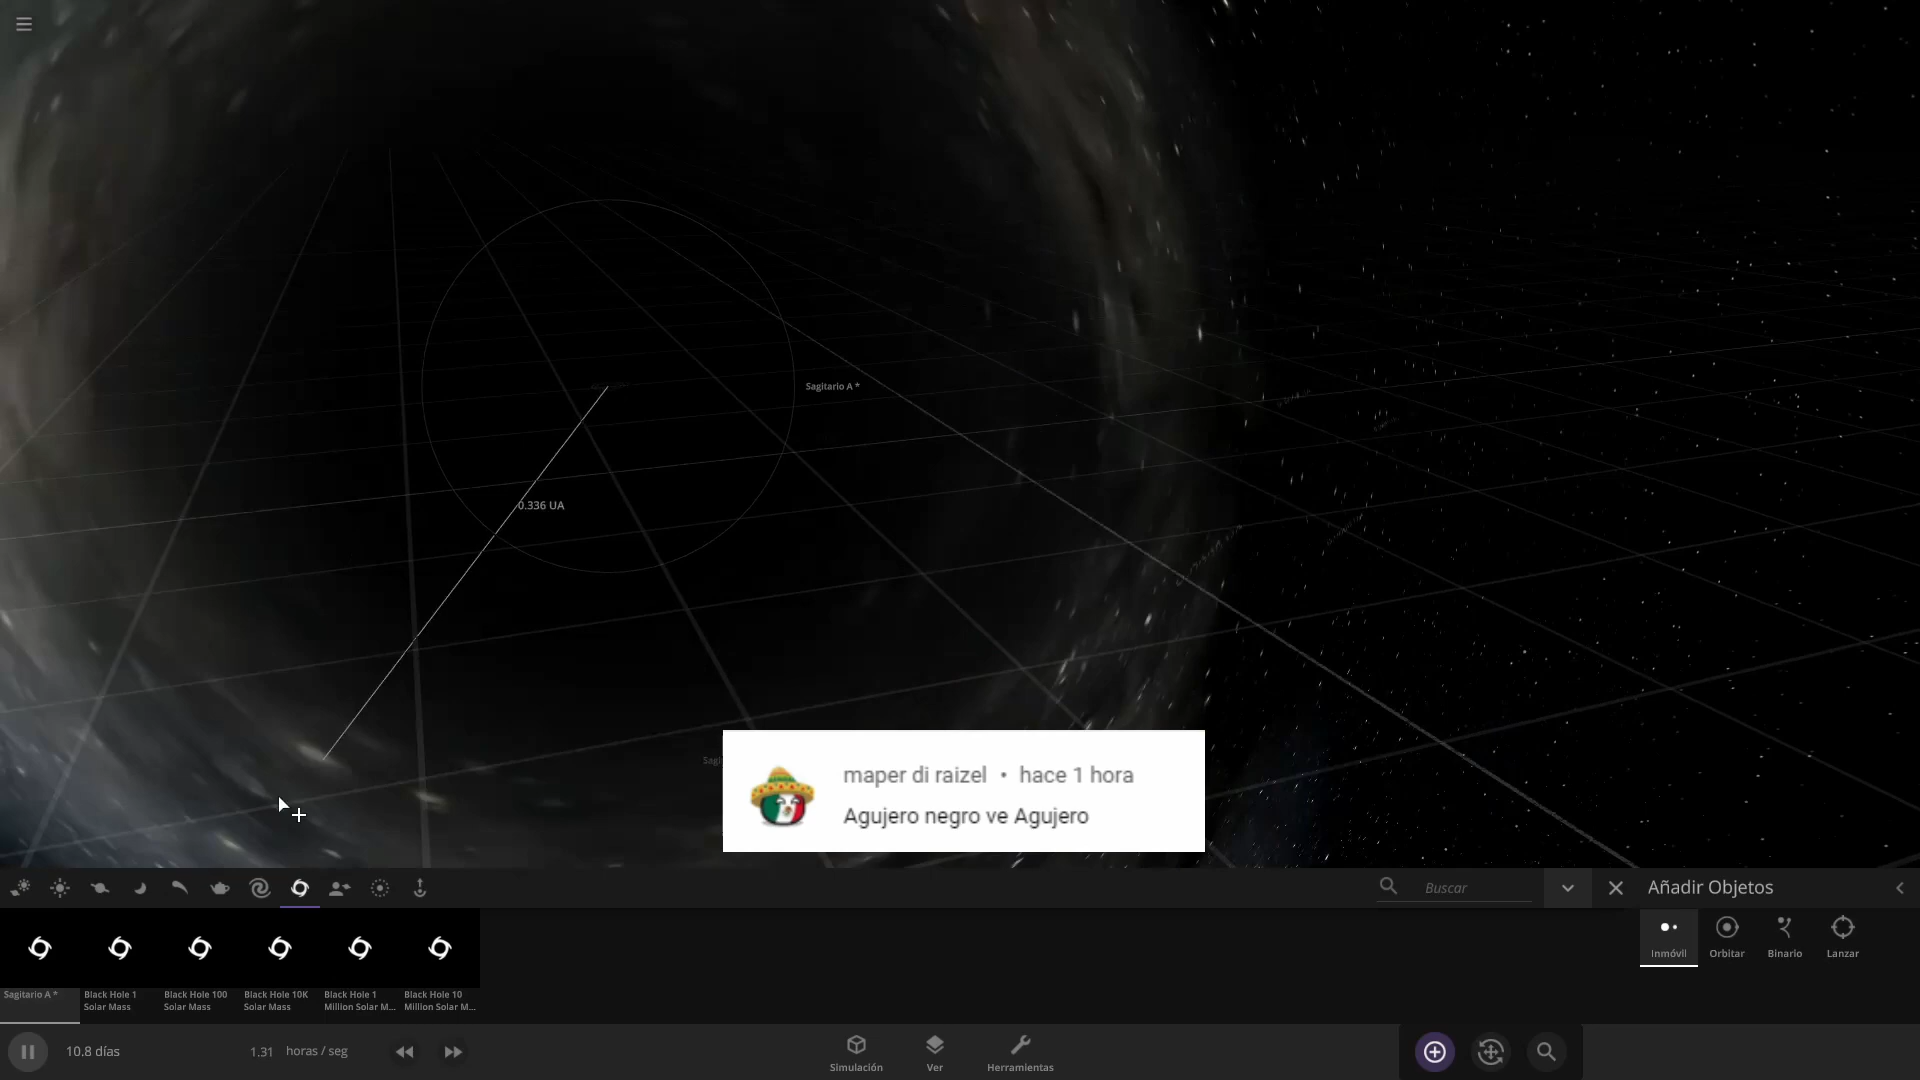 Sagitario A *
0.336 UA
Sagi
maper di raizel • hace 1 hora
Agujero negro ve Agujero
Buscar
Añadir Objetos
Inmóvil
Orbitar
Binario
Lanzar
Sagitario A *
Black Hole 1
Solar Mass
Black Hole 100
Solar Mass
Black Hole 10K
Solar Mass
Black Hole 1
Million Solar M...
Black Hole 10
Million Solar M...
10.8 días
1.31 horas / seg
Simulación
Ver
Herramientas